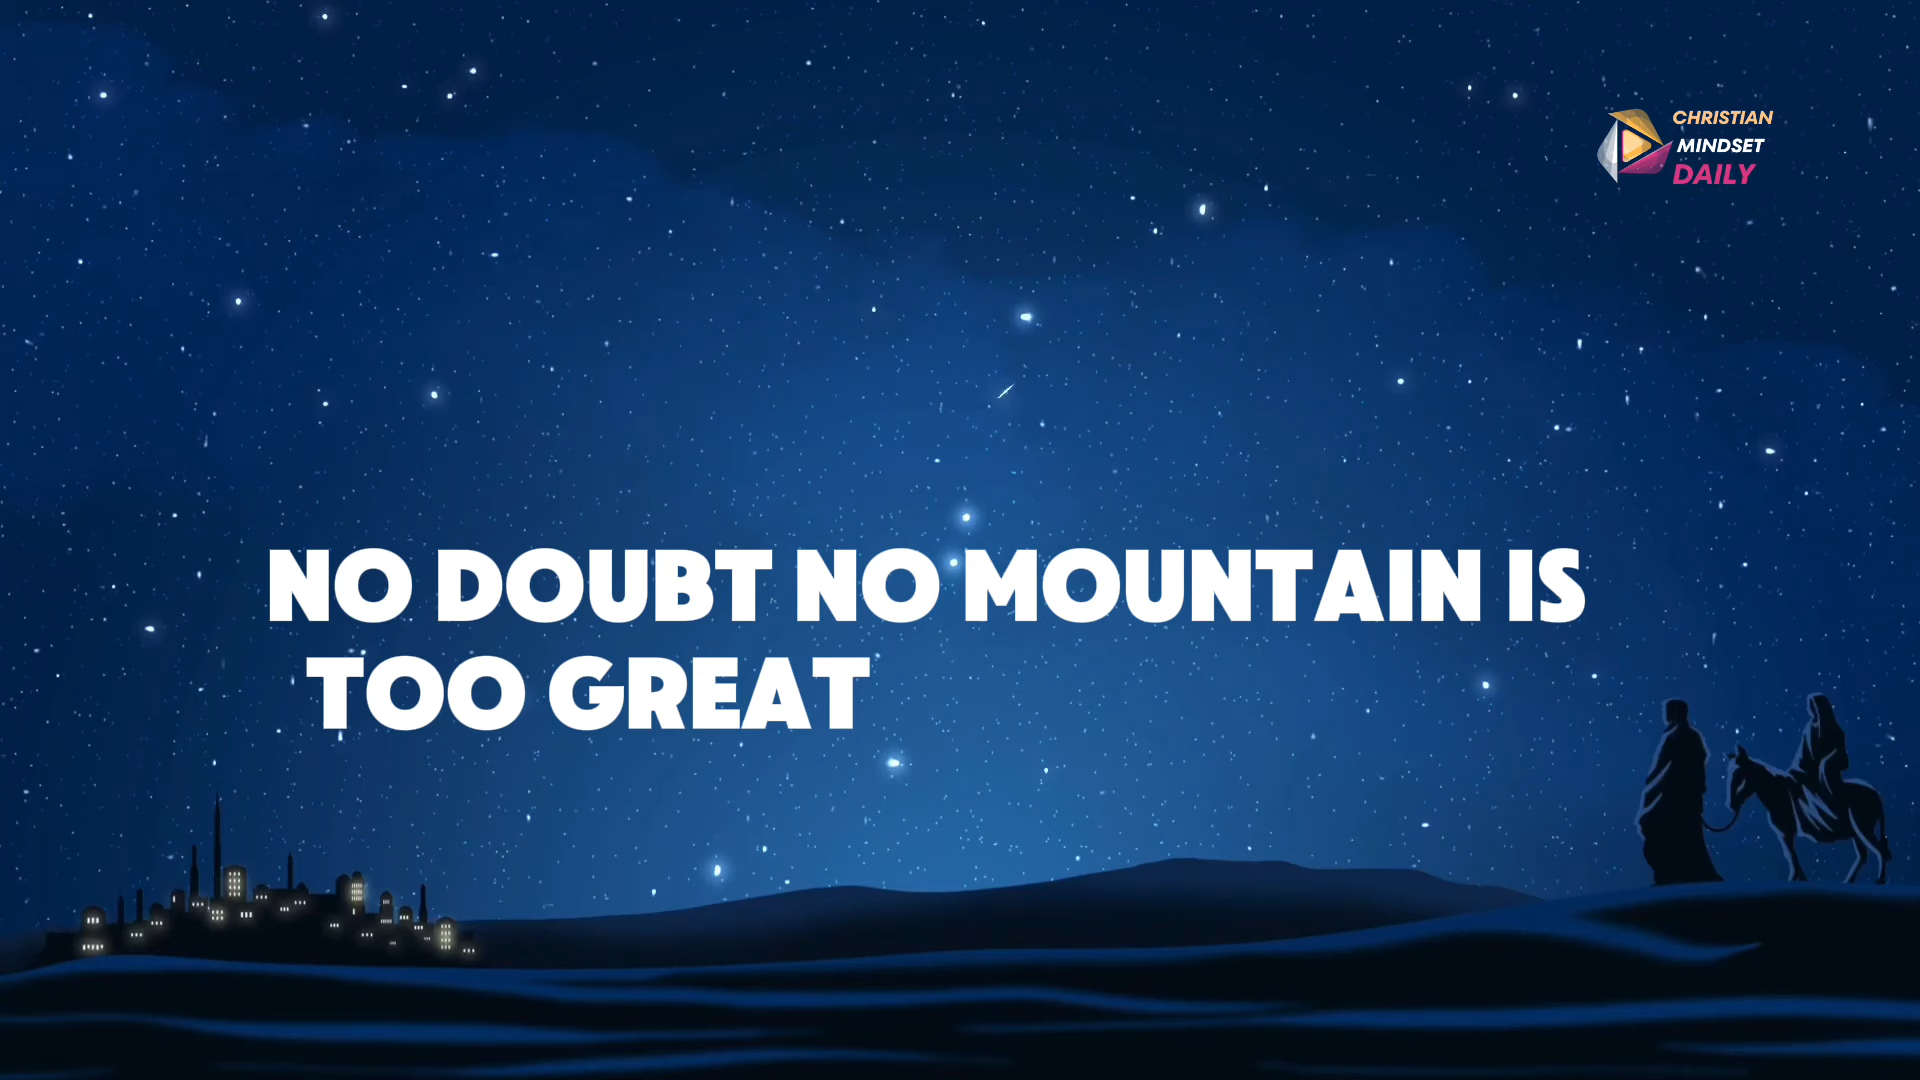 CHRISTIAN
MINDSET
DAILY
NO DOUBT NO MOUNTAIN IS
TOO GREAT